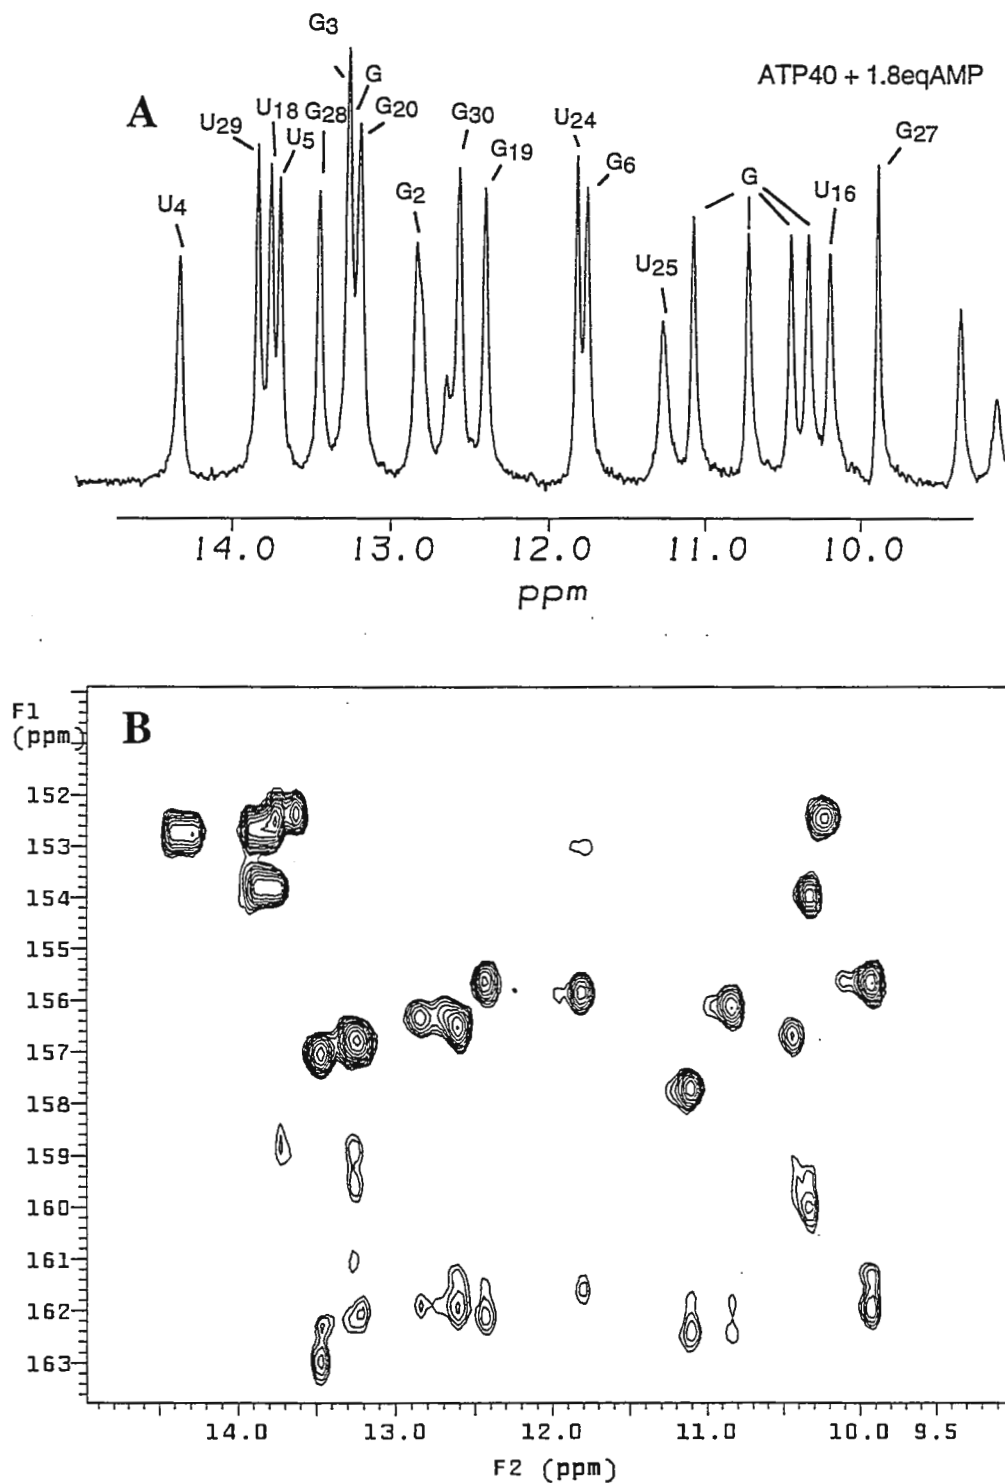 G3
G
ATP40 + 1.8eqAMP
A
U29
U18
U5
G28
G20
G30
U24
G27
G19
G6
U4
G2
G
U16
U25
14.0 13.0 12.0 11.0 10.0
ppm
F1
(ppm)
B
152
153
154
155
156
157
158
159
160
161
162
163
14.0 13.0 12.0 11.0 10.0 9.5
F2 (ppm)